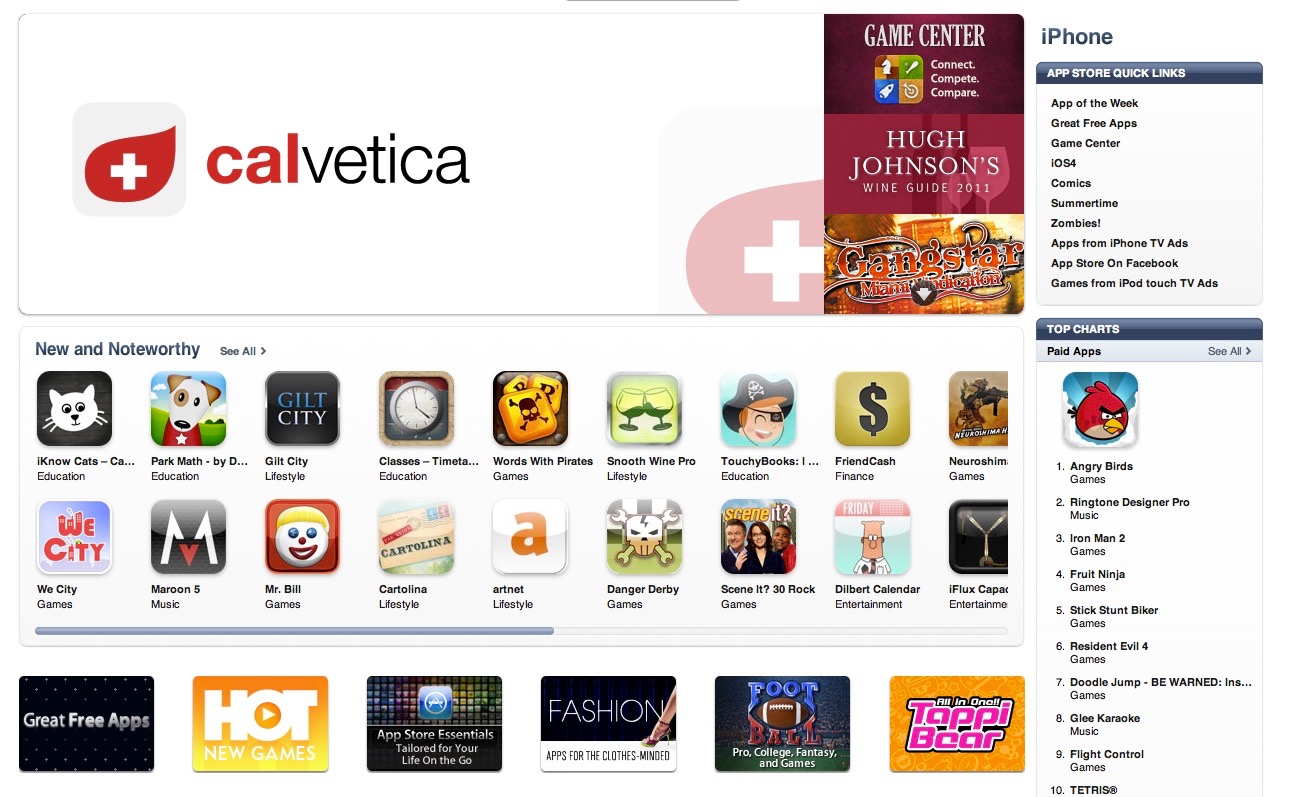 calvetica
GAME CENTER
Connect.
Compete.
Compare.
HUGH
JOHNSON'S
WINE GUIDE 2011
Gangstar
Miami Vindication
iPhone
APP STORE QUICK LINKS
App of the Week
Great Free Apps
Game Center
iOS4
Comics
Summertime
Zombies!
Apps from iPhone TV Ads
App Store On Facebook
Games from iPod touch TV Ads
New and Noteworthy See All >
GILT
CITY
NEUROSHIMA H
iKnow Cats – Ca...
Education
Park Math - by D...
Education
Gilt City
Lifestyle
Classes – Timeta...
Education
Words With Pirates
Games
Snooth Wine Pro
Lifestyle
TouchyBooks: I ...
Education
FriendCash
Finance
Neuroshim
Games
WE
CITY
CARTOLINA
a
scene it?
FRIDAY
We City
Games
Maroon 5
Music
Mr. Bill
Games
Cartolina
Lifestyle
artnet
Lifestyle
Danger Derby
Games
Scene It? 30 Rock
Games
Dilbert Calendar
Entertainment
iFlux Capac
Entertainme
TOP CHARTS
Paid Apps See All >
1. Angry Birds
Games
2. Ringtone Designer Pro
Music
3. Iron Man 2
Games
4. Fruit Ninja
Games
5. Stick Stunt Biker
Games
6. Resident Evil 4
Games
7. Doodle Jump - BE WARNED: Ins...
Games
8. Glee Karaoke
Music
9. Flight Control
Games
10. TETRIS®
Great Free Apps
HOT
NEW GAMES
App Store Essentials
Tailored for Your
Life On the Go
FASHION
APPS FOR THE CLOTHES-MINDED
FOOT
BALL
Pro, College, Fantasy,
and Games
All In One!!
Tappi
Bear